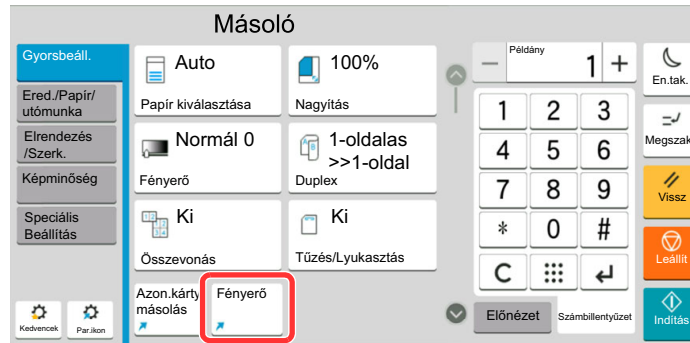 Másoló
Gyorsbeáll.
Ered./Papír/
utómunka
Elrendezés
/Szerk.
Képminőség
Speciális
Beállítás
Kedvencek
Par.ikon
Auto
Papír kiválasztása
100%
Nagyítás
Normál 0
Fényerő
1-oldalas
>>1-oldal
Duplex
Ki
Összevonás
Ki
Tűzés/Lyukasztás
Azon.kárty
másolás
Fényerő
Példány
− 1 +
1 2 3
4 5 6
7 8 9
* 0 #
C
Előnézet
Számbillentyűzet
En.tak.
Megszak
Vissz
Leállít
Indítás